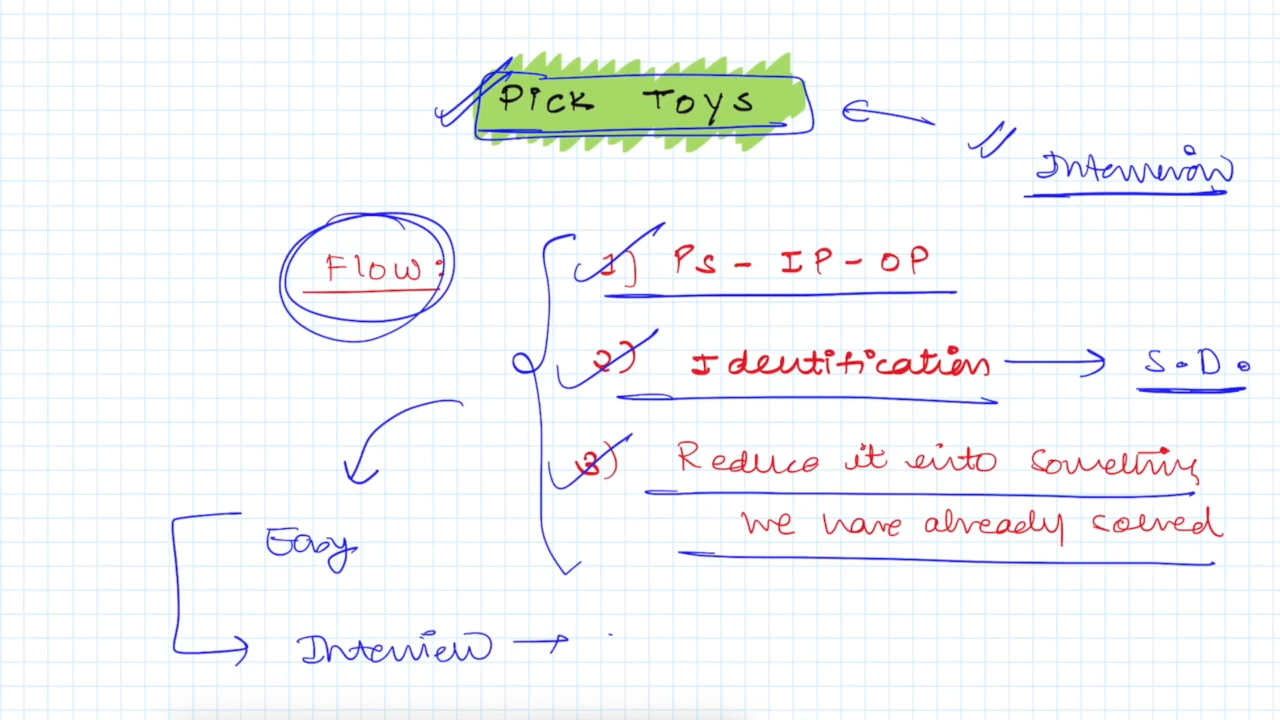 Pick Toys
Interview
Flow:
1) PS - IP - OP
2) Identification → S.D.
3) Reduce it into something
we have already solved
Easy
Interview →